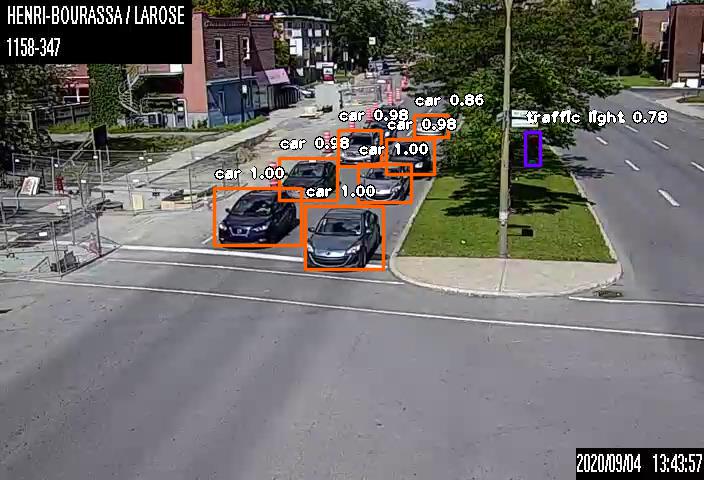 HENRI-BOURASSA / LAROSE
1158-347
car 0.86
car 0.98
car 0.98
traffic light 0.78
car 0.98
car 1.00
car 1.00
car 1.00
2020/09/04 13:43:57